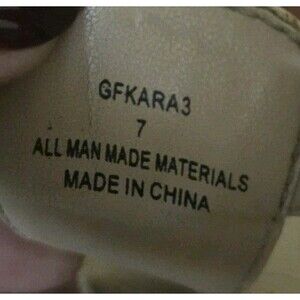 GFKARA3
7
ALL MAN MADE MATERIALS
MADE IN CHINA